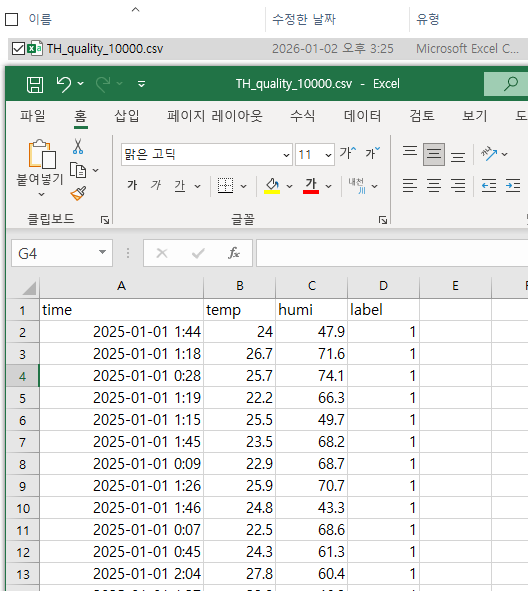 이름 수정한 날짜 유형
TH_quality_10000.csv 2026-01-02 오후 3:25 Microsoft Excel C...
TH_quality_10000.csv - Excel
파일 홈 삽입 페이지 레이아웃 수식 데이터 검토 보기 도
붙여넣기 맑은 고딕 11 가 가
가 가 가 가 내천
클립보드 글꼴
G4 fx
A B C D E
1 time temp humi label
2 2025-01-01 1:44 24 47.9 1
3 2025-01-01 1:18 26.7 71.6 1
4 2025-01-01 0:28 25.7 74.1 1
5 2025-01-01 1:19 22.2 66.3 1
6 2025-01-01 1:15 25.5 49.7 1
7 2025-01-01 1:45 23.5 68.2 1
8 2025-01-01 0:09 22.9 68.7 1
9 2025-01-01 1:26 25.9 70.7 1
10 2025-01-01 1:46 24.8 43.3 1
11 2025-01-01 0:07 22.5 68.6 1
12 2025-01-01 0:45 24.3 61.3 1
13 2025-01-01 2:04 27.8 60.4 1